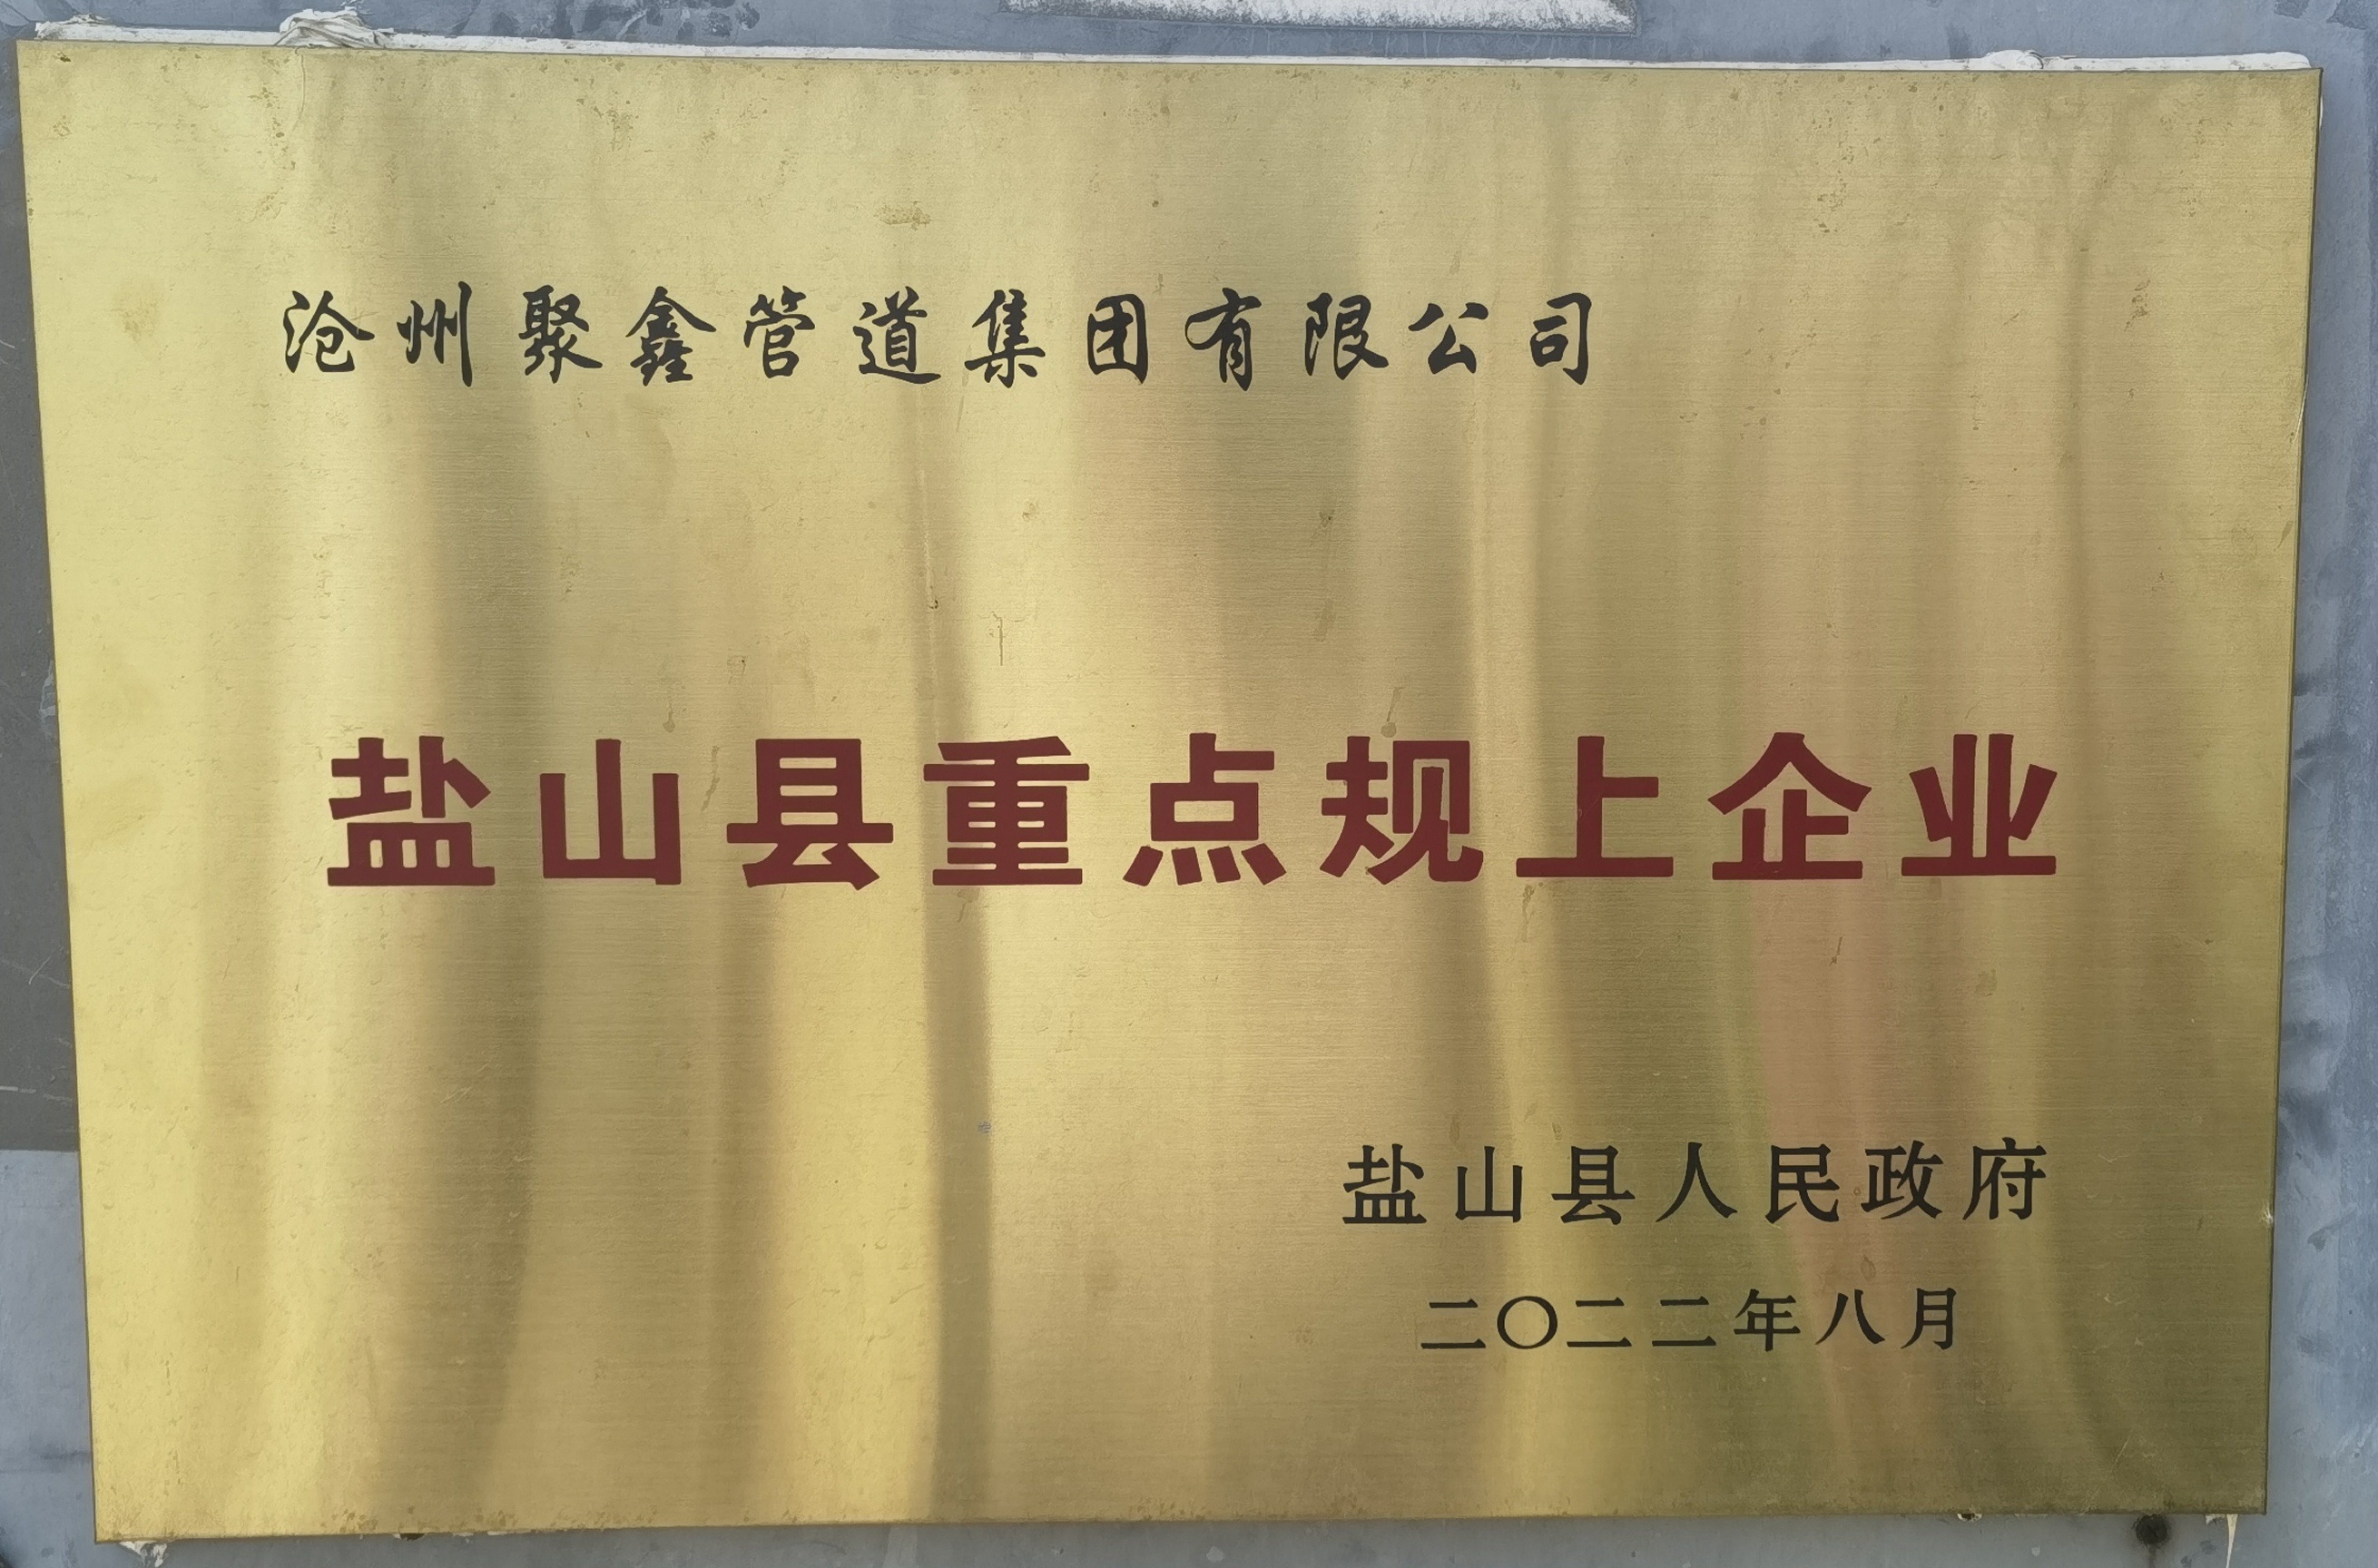 沧州聚鑫管道集团有限公司
盐山县重点规上企业
盐山县人民政府
二〇二二年八月